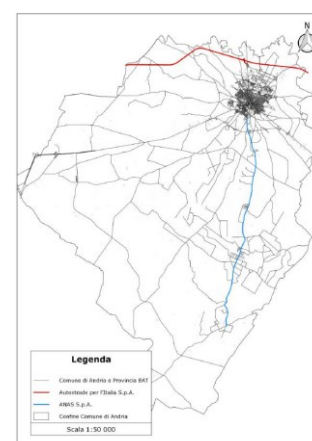 N
Legenda
Comune di Andria e Provincia BAT
Autostrade per l'Italia S.p.A.
ANAS S.p.A.
Confine Comune di Andria
Scala 1:50 000